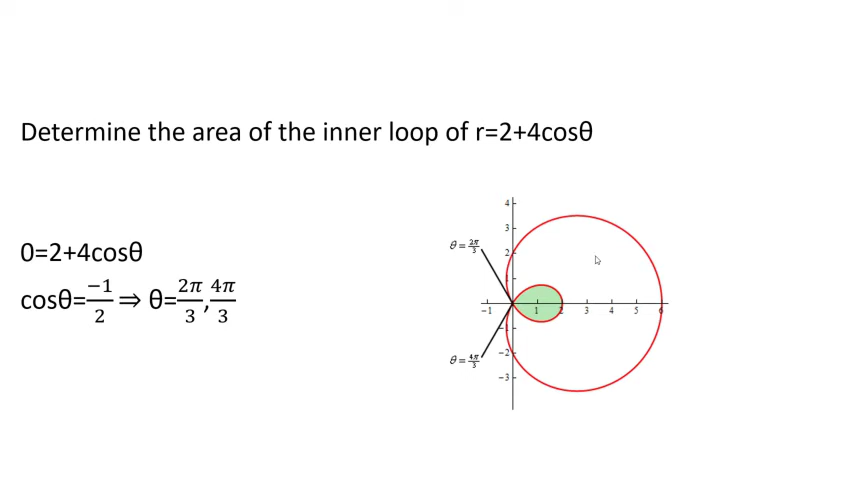 Determine the area of the inner loop of r=2+4cosθ
0=2+4cosθ
cosθ=−1/2 ⇒ θ=2π/3,4π/3
4
3
θ = 2π/3
2
1
−1 1 2 3 4 5 6
−1
−2
θ = 4π/3
−3